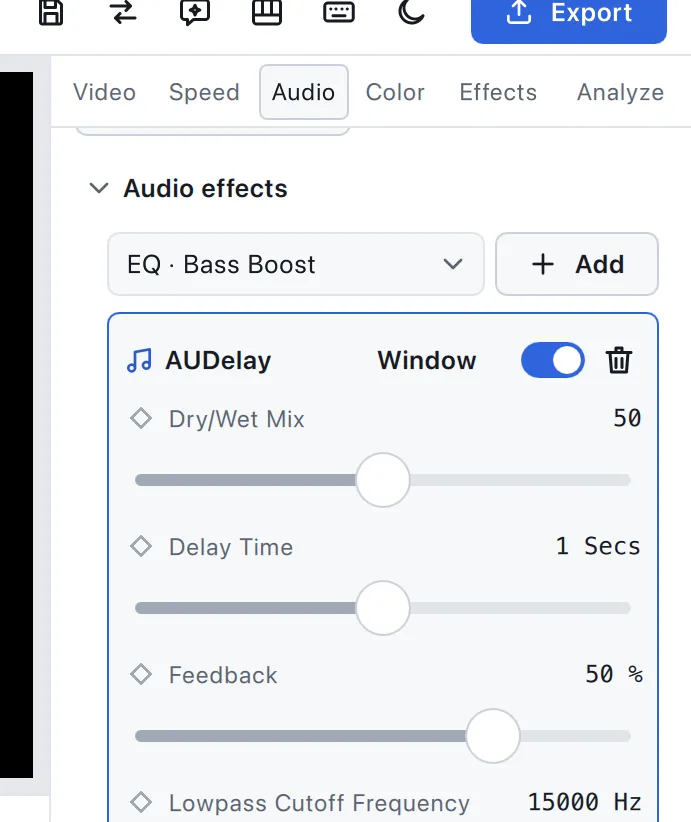 Export
Video Speed Audio Color Effects Analyze
Audio effects
EQ · Bass Boost
Add
AUDelay Window
Dry/Wet Mix 50
Delay Time 1 Secs
Feedback 50 %
Lowpass Cutoff Frequency 15000 Hz